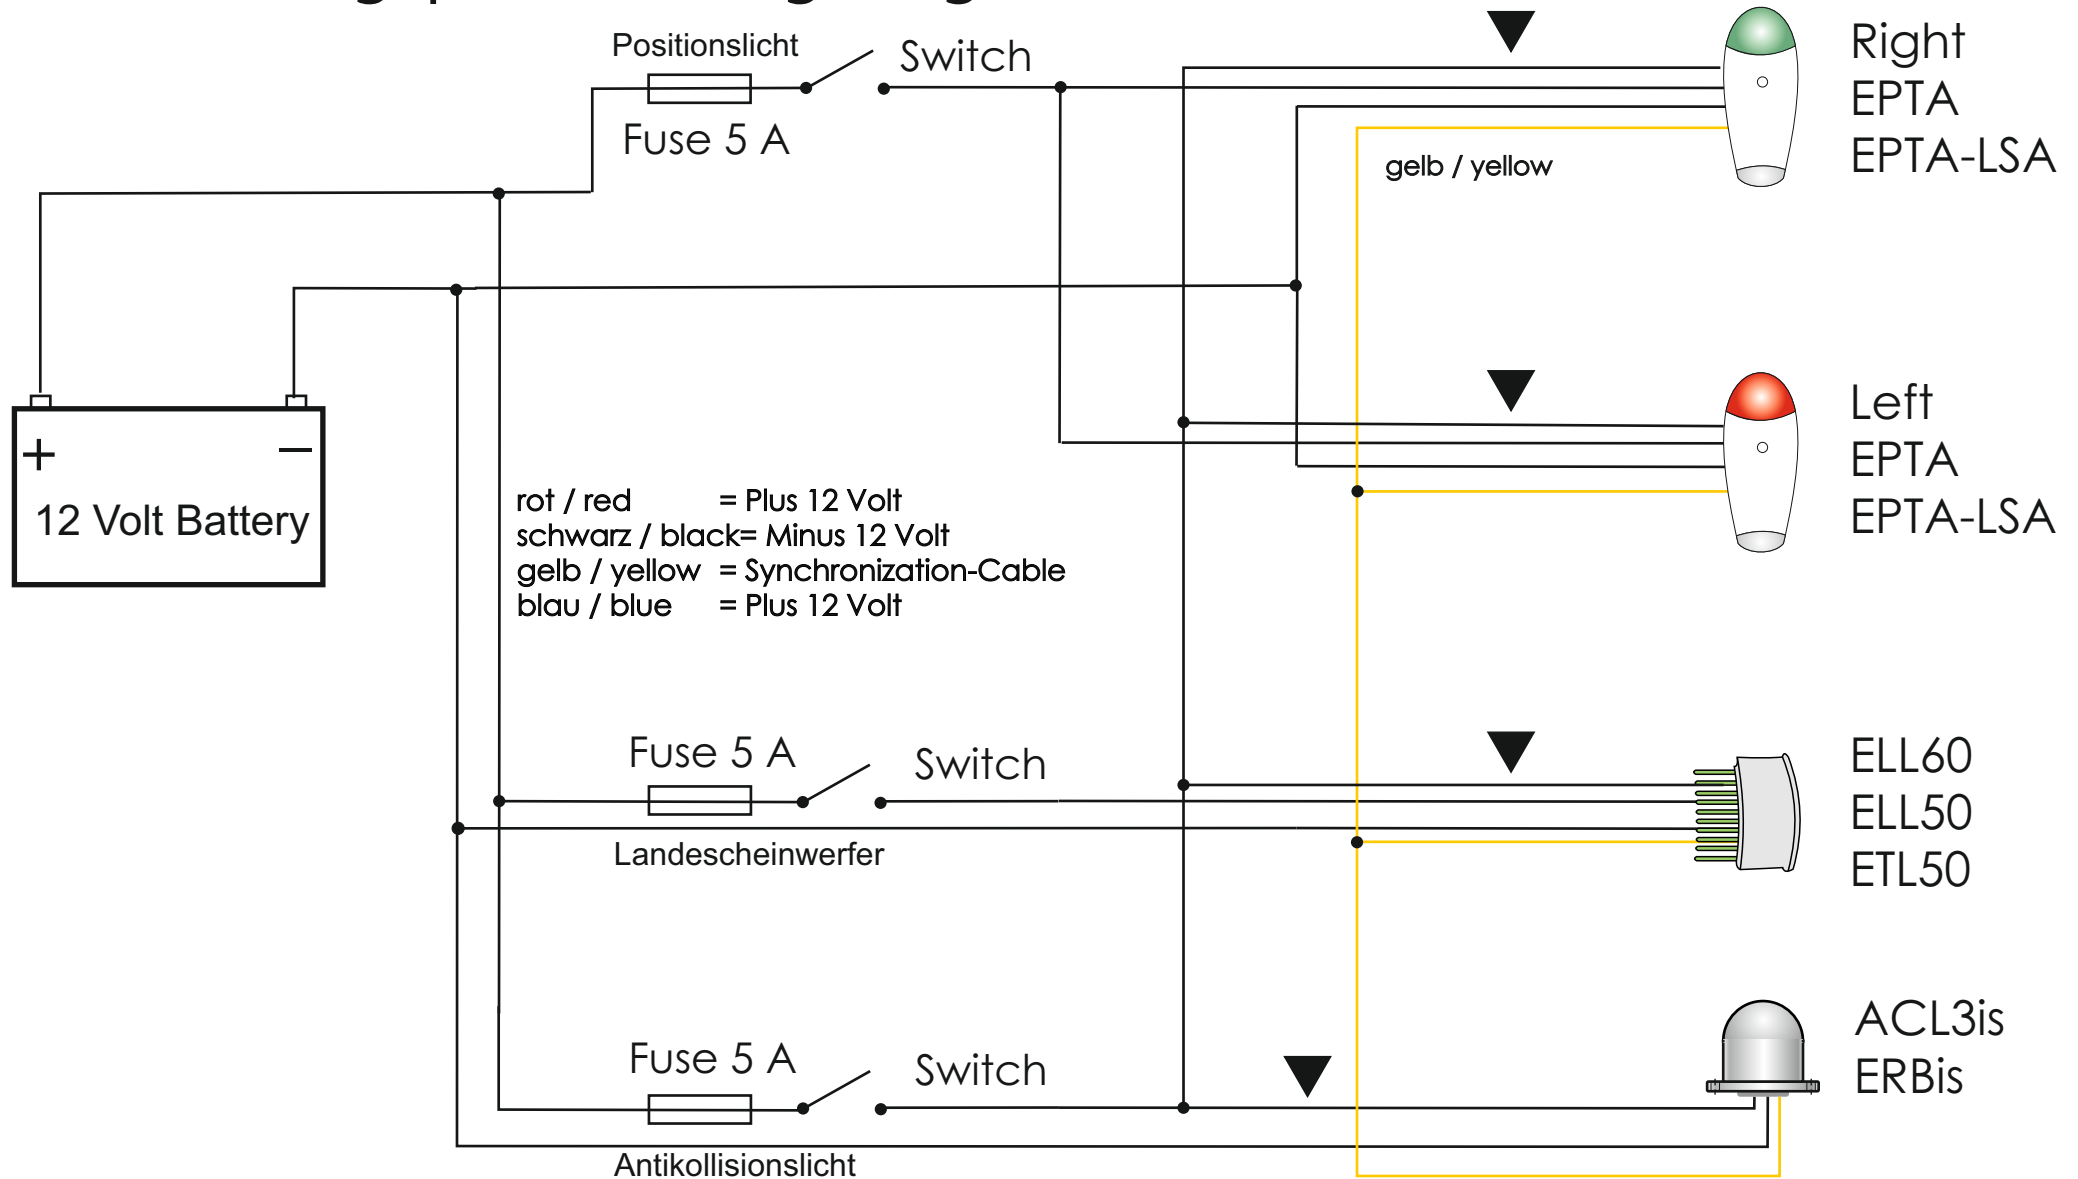 Positionslicht
Switch
Fuse 5 A
Right
EPTA
EPTA-LSA
gelb / yellow
Left
EPTA
EPTA-LSA
+ −
12 Volt Battery
rot / red = Plus 12 Volt
schwarz / black= Minus 12 Volt
gelb / yellow = Synchronization-Cable
blau / blue = Plus 12 Volt
Fuse 5 A
Switch
Landescheinwerfer
ELL60
ELL50
ETL50
Fuse 5 A
Switch
Antikollisionslicht
ACL3is
ERBis